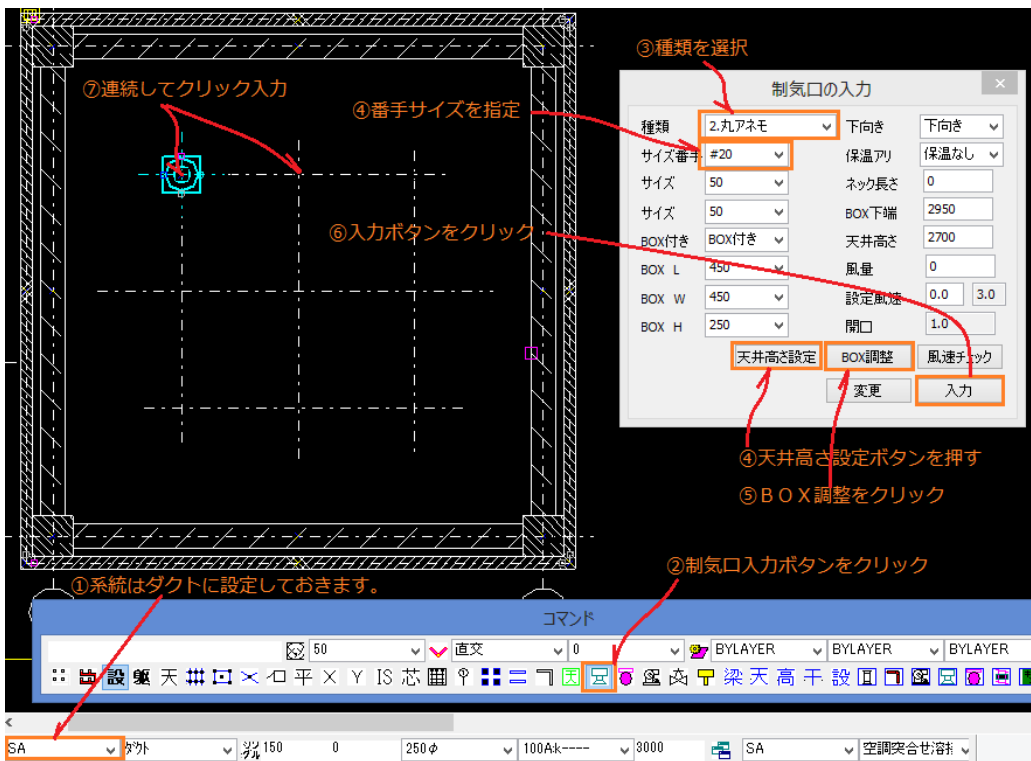 ③種類を選択
⑦連続してクリック入力
④番手サイズを指定
⑥入力ボタンをクリック
制気口の入力
種類 2.丸アネモ 下向き 下向き
サイズ番手 #20 保温アリ 保温なし
サイズ 50 ネック長さ 0
サイズ 50 BOX下端 2950
BOX付き BOX付き 天井高さ 2700
BOX L 450 風量 0
BOX W 450 設定風速 0.0 3.0
BOX H 250 開口 1.0
天井高さ設定 BOX調整 風速チェック
変更 入力
④天井高さ設定ボタンを押す
⑤BOX調整をクリック
②制気口入力ボタンをクリック
①系統はダクトに設定しておきます。
コマンド
50 直交 0 BYLAYER BYLAYER BYLAYER
設 天 平 × Y IS 芯 天 梁 天 高 干 設
SA ダクト シングル 150 0 250φ 100A:k---- 3000 SA